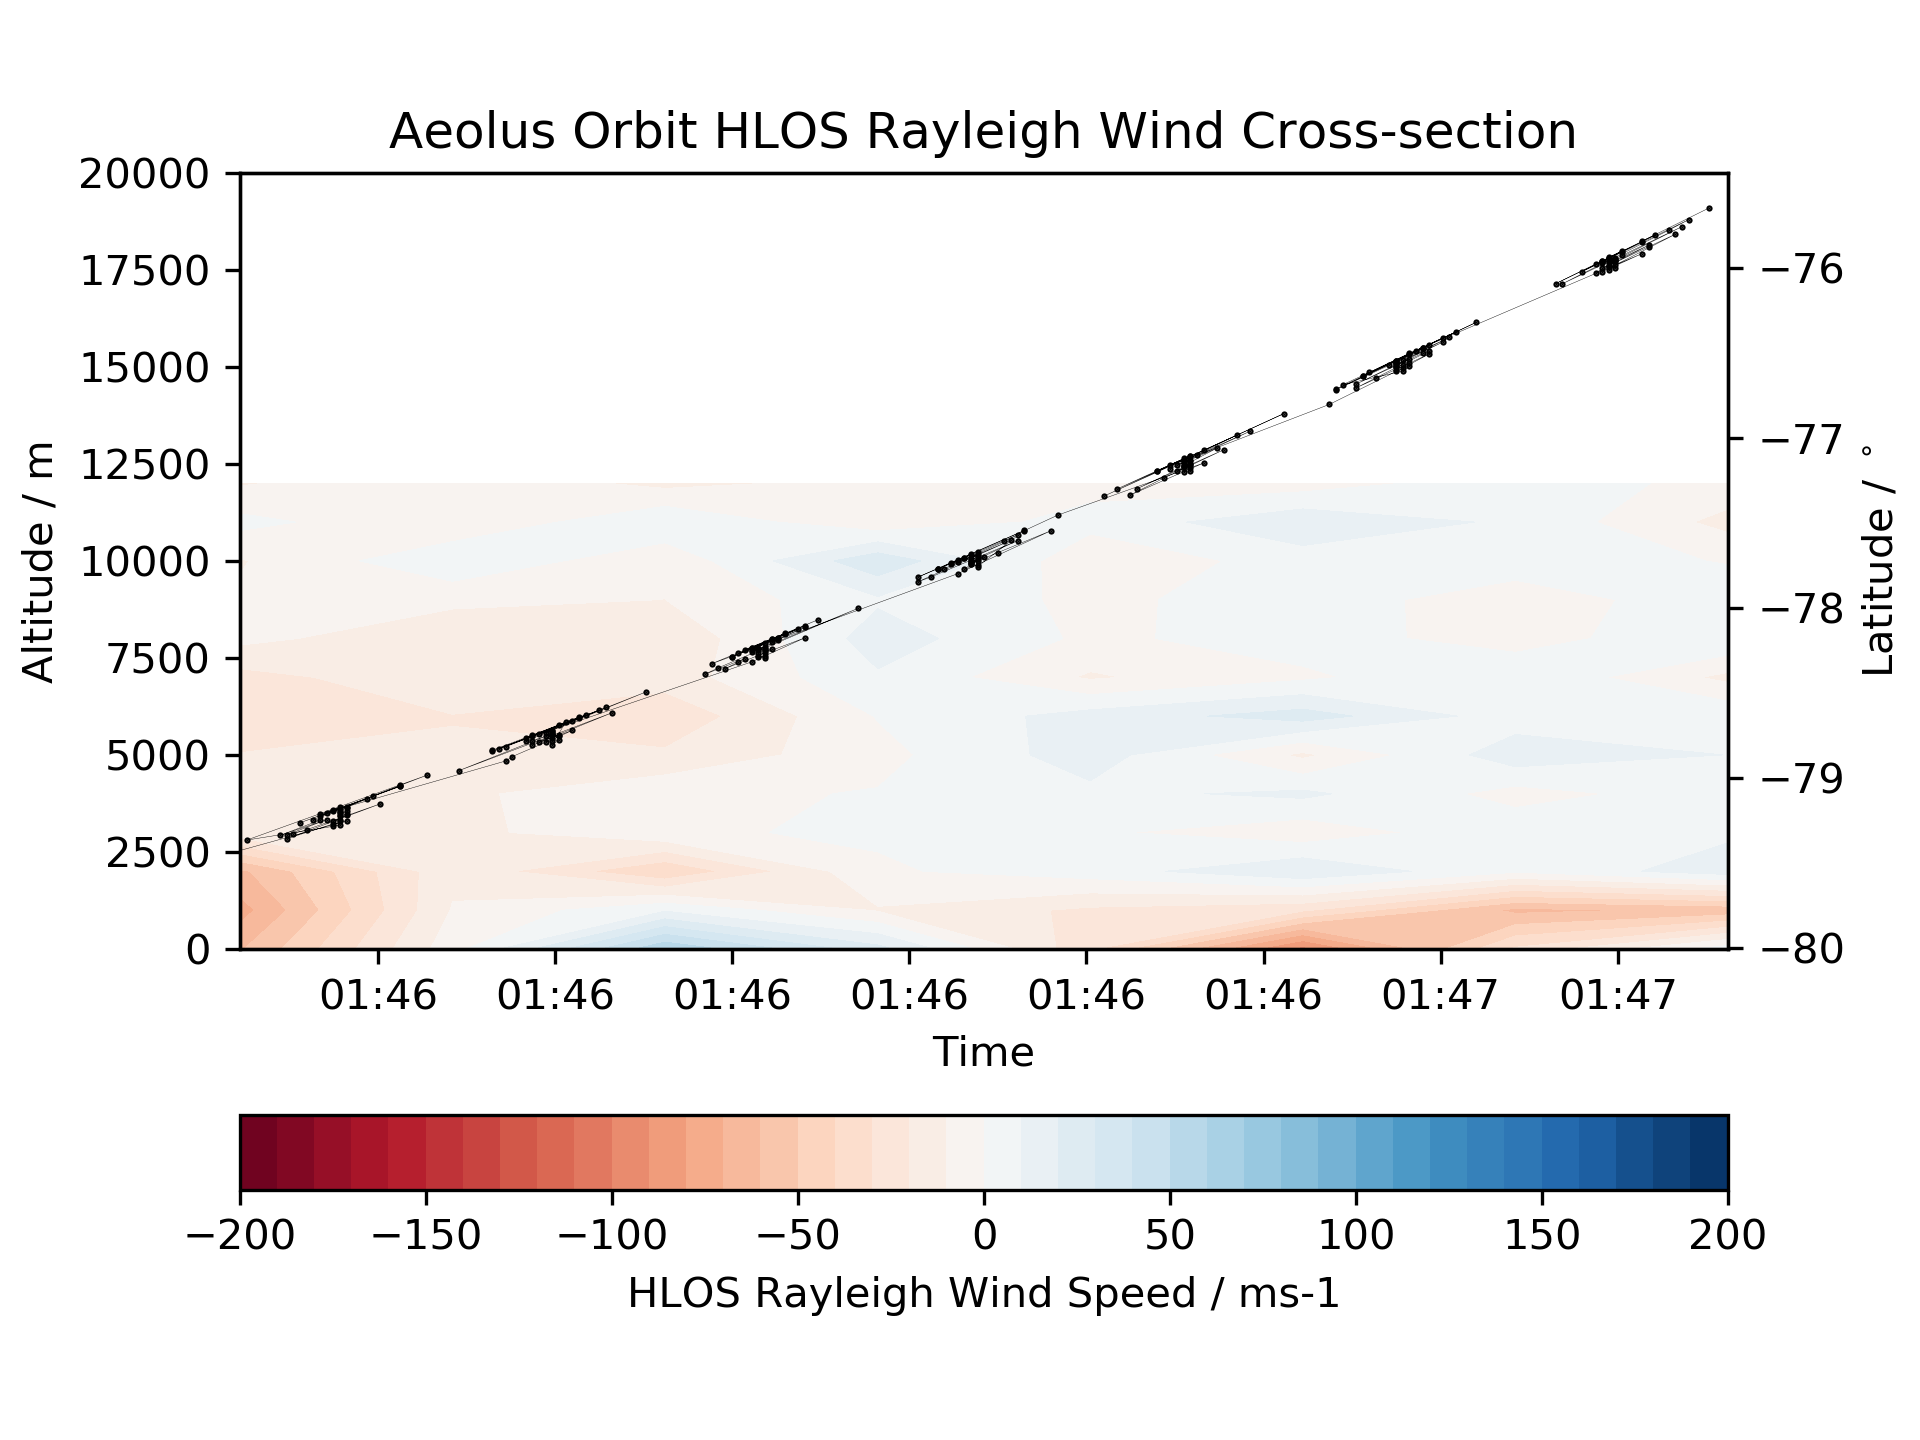 Aeolus Orbit HLOS Rayleigh Wind Cross-section
20000
17500
15000
12500
10000
7500
5000
2500
0
Altitude / m
−76
−77
−78
−79
−80
Latitude / °
01:46 01:46 01:46 01:46 01:46 01:46 01:47 01:47
Time
−200 −150 −100 −50 0 50 100 150 200
HLOS Rayleigh Wind Speed / ms-1